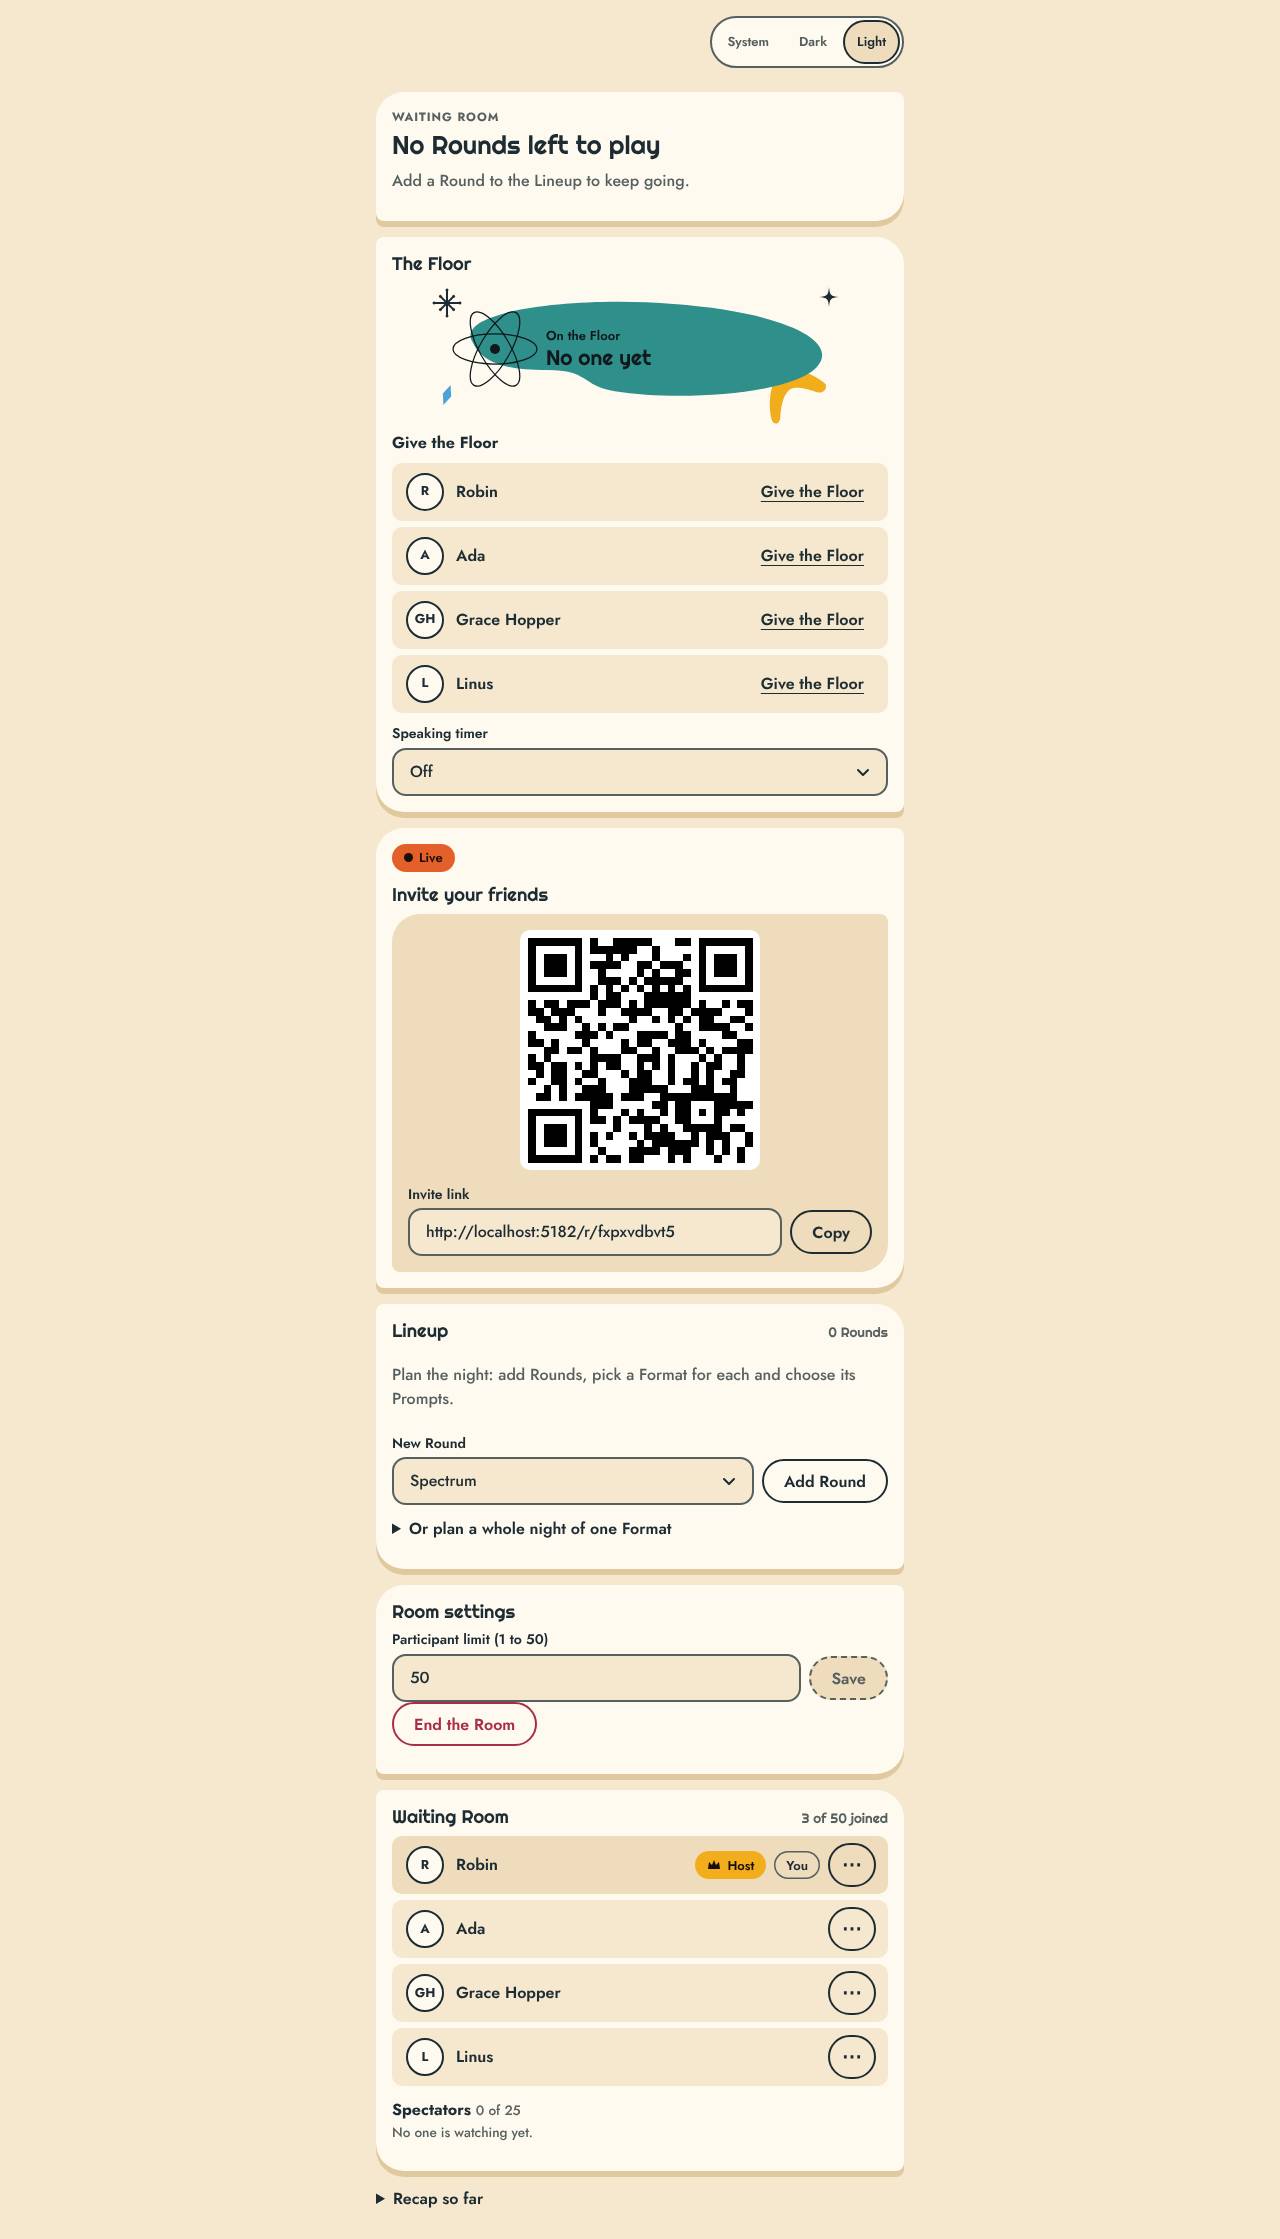 System
Dark
Light
WAITING ROOM
No Rounds left to play
Add a Round to the Lineup to keep going.
The Floor
On the Floor
No one yet
Give the Floor
R Robin Give the Floor
A Ada Give the Floor
GH Grace Hopper Give the Floor
L Linus Give the Floor
Speaking timer
Off
Live
Invite your friends
Invite link
http://localhost:5182/r/fxpxvdbvt5 Copy
Lineup 0 Rounds
Plan the night: add Rounds, pick a Format for each and choose its
Prompts.
New Round
Spectrum Add Round
Or plan a whole night of one Format
Room settings
Participant limit (1 to 50)
50 Save
End the Room
Waiting Room 3 of 50 joined
R Robin Host You ...
A Ada ...
GH Grace Hopper ...
L Linus ...
Spectators 0 of 25
No one is watching yet.
Recap so far